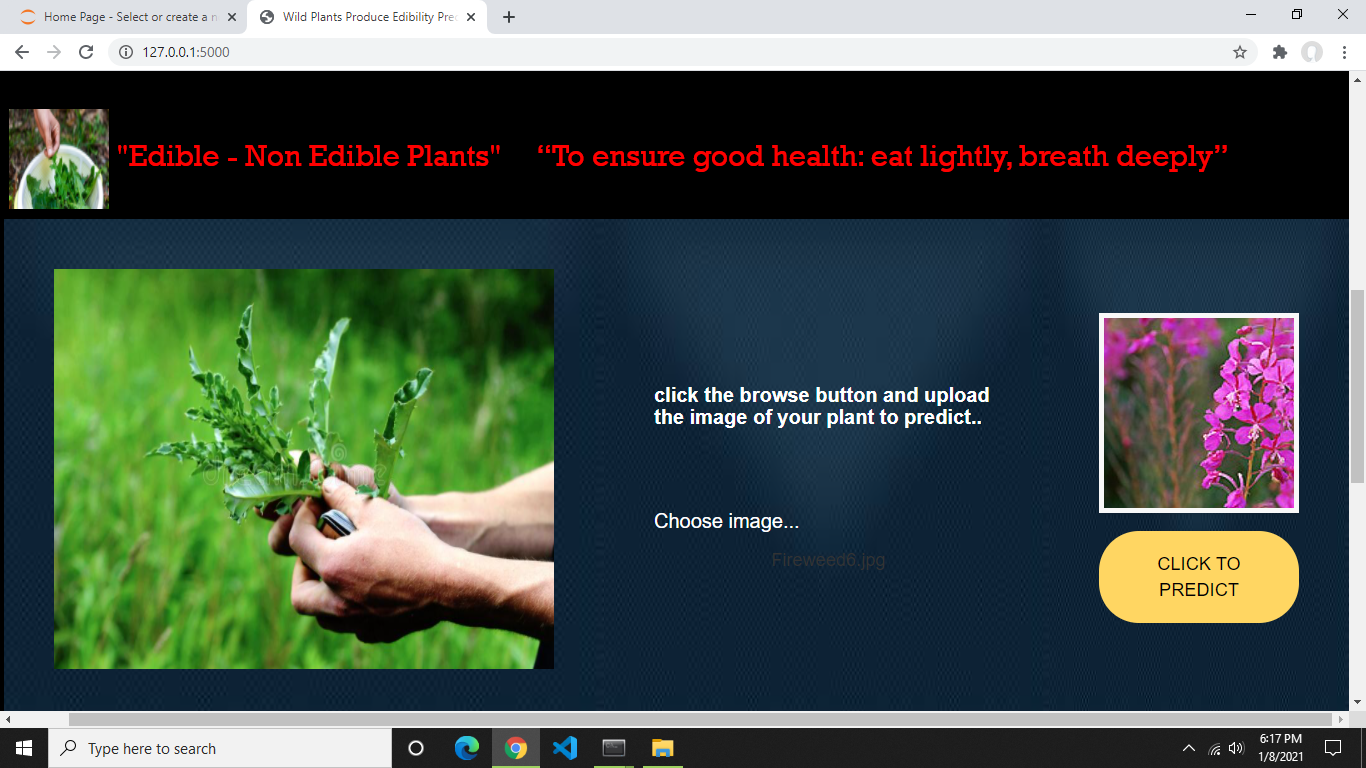 Home Page - Select or create a n
Wild Plants Produce Edibility Pred
127.0.0.1:5000
"Edible - Non Edible Plants" “To ensure good health: eat lightly, breath deeply”
click the browse button and upload
the image of your plant to predict..
Choose image...
Fireweed6.jpg
CLICK TO
PREDICT
Type here to search
6:17 PM
1/8/2021